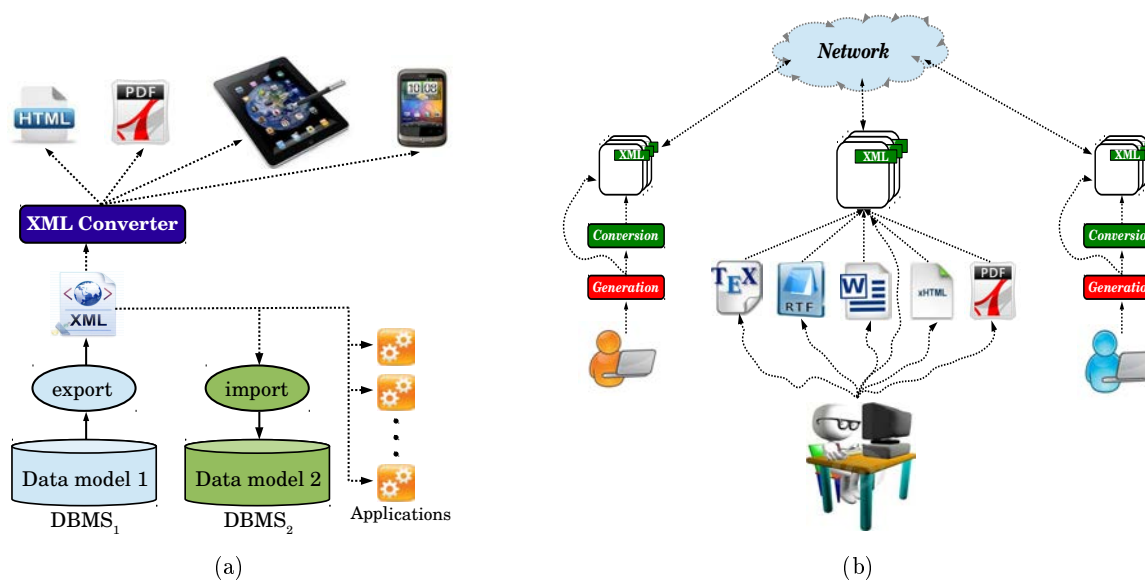 Network
PDF
HTML
10 08
XML
XML
XML
XML Converter
Conversion
Conversion
Generation
Generation
TEX
RTF
W
xHTML
PDF
XML
export
import
Data model 1
Data model 2
DBMS1
DBMS2
Applications
(a)
(b)